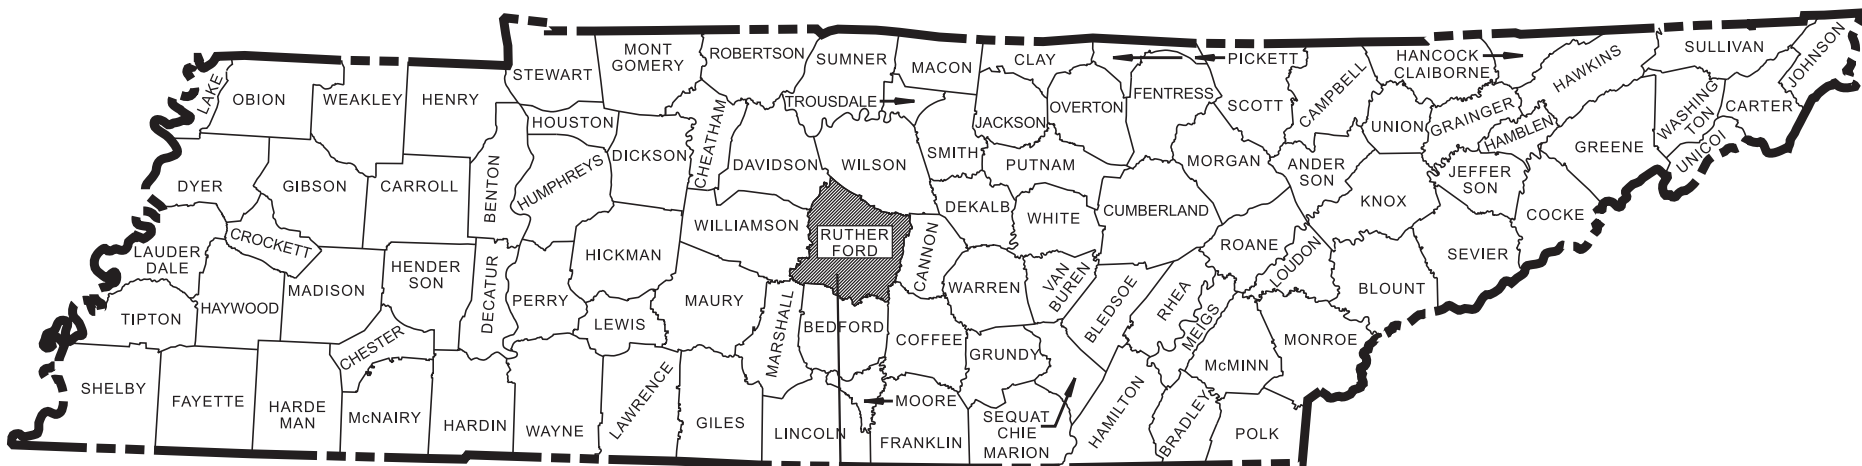 LAKE
OBION
WEAKLEY
HENRY
STEWART
MONT
GOMERY
ROBERTSON
SUMNER
MACON
CLAY
PICKETT
HANCOCK
CLAIBORNE
HAWKINS
SULLIVAN
JOHNSON
TROUSDALE
JACKSON
OVERTON
FENTRESS
SCOTT
CAMPBELL
UNION
GRAINGER
HAMBLEN
WASHING
TON
CARTER
UNICOI
GREENE
HOUSTON
CHEATHAM
DICKSON
HUMPHREYS
BENTON
DAVIDSON
WILSON
SMITH
PUTNAM
MORGAN
ANDER
SON
JEFFER
SON
DYER
GIBSON
CARROLL
KNOX
COCKE
DEKALB
WHITE
CUMBERLAND
WILLIAMSON
RUTHER
FORD
CANNON
ROANE
LOUDON
SEVIER
CROCKETT
LAUDER
DALE
HICKMAN
HENDER
SON
DECATUR
MADISON
HAYWOOD
PERRY
MAURY
WARREN
VAN
BUREN
BLEDSOE
RHEA
MEIGS
BLOUNT
TIPTON
LEWIS
MARSHALL
BEDFORD
COFFEE
GRUNDY
MONROE
McMINN
CHESTER
SHELBY
FAYETTE
HARDE
MAN
McNAIRY
HARDIN
WAYNE
LAWRENCE
GILES
LINCOLN
MOORE
FRANKLIN
SEQUAT
CHIE
MARION
HAMILTON
BRADLEY
POLK